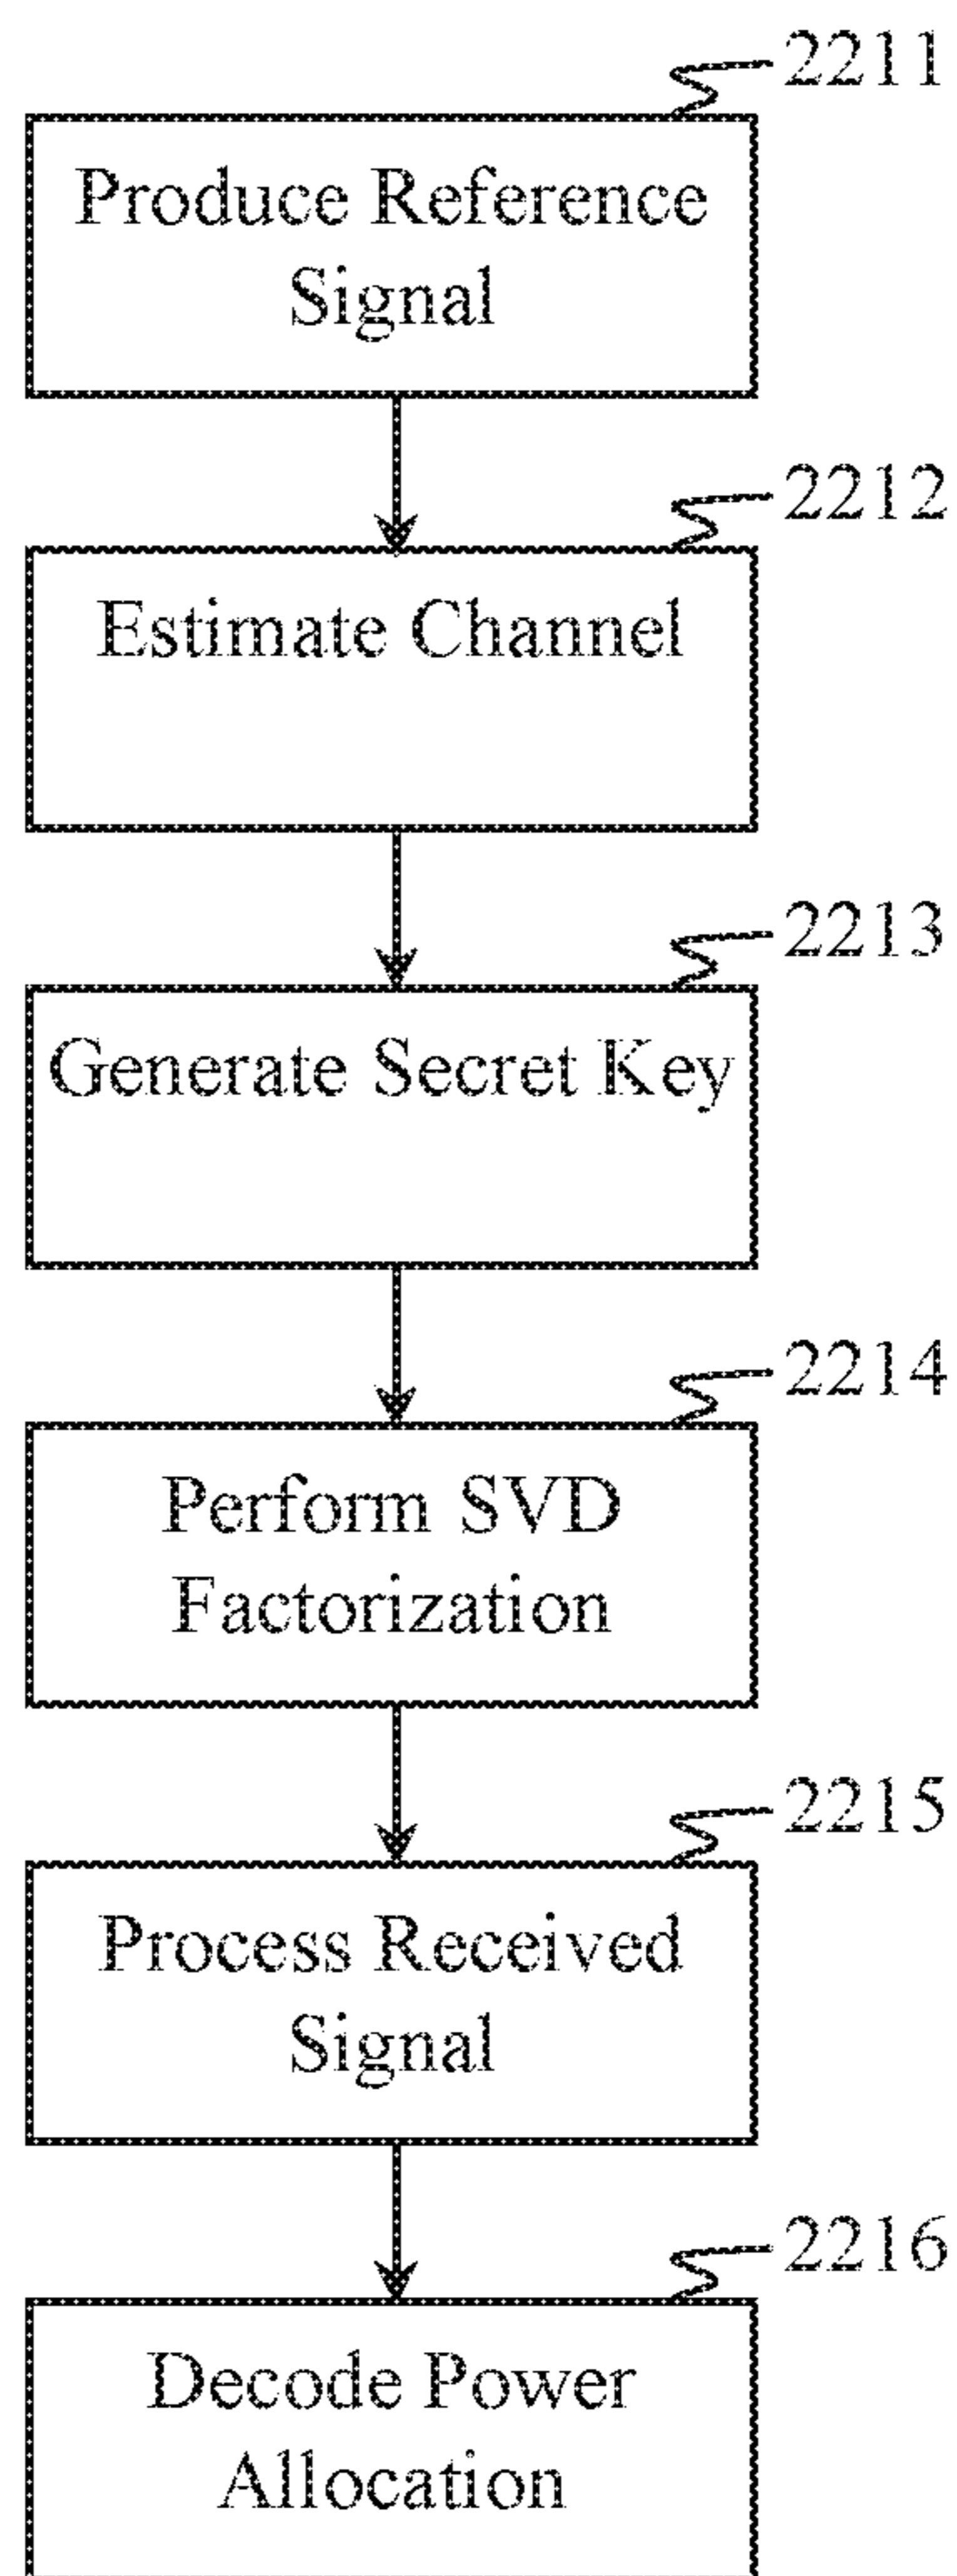 2211
Produce Reference
Signal
2212
Estimate Channel
2213
Generate Secret Key
2214
Perform SVD
Factorization
2215
Process Received
Signal
2216
Decode Power
Allocation